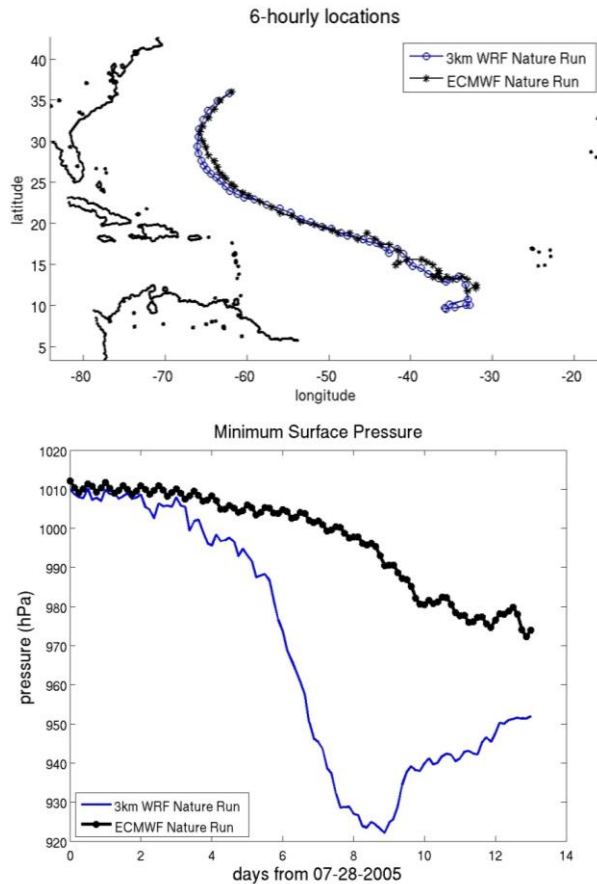 6-hourly locations
3km WRF Nature Run
ECMWF Nature Run
latitude
40
35
30
25
20
15
10
5
-80 -70 -60 -50 -40 -30 -20
longitude
Minimum Surface Pressure
pressure (hPa)
1020
1010
1000
990
980
970
960
950
940
930
920
3km WRF Nature Run
ECMWF Nature Run
0 2 4 6 8 10 12 14
days from 07-28-2005